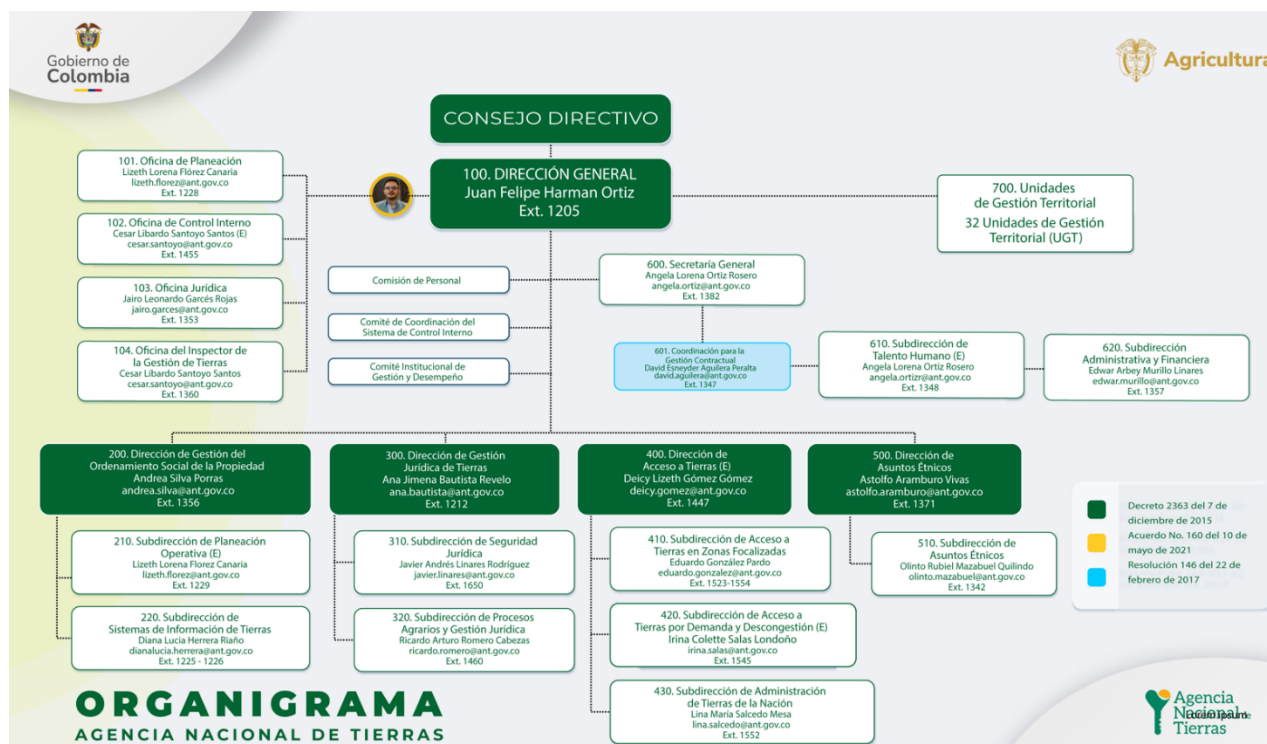 Gobierno de
Colombia
Agricultura
CONSEJO DIRECTIVO
100. DIRECCIÓN GENERAL
Juan Felipe Harman Ortiz
Ext. 1205
101. Oficina de Planeación
Lizeth Lorena Flórez Canaria
lizeth.florez@ant.gov.co
Ext. 1228
102. Oficina de Control Interno
Cesar Libardo Santoyo Santos (E)
cesar.santoyo@ant.gov.co
Ext. 1455
103. Oficina Jurídica
Jairo Leonardo Garcés Rojas
jairo.garces@ant.gov.co
Ext. 1353
104. Oficina del Inspector de
la Gestión de Tierras
Cesar Libardo Santoyo Santos
cesar.santoyo@ant.gov.co
Ext. 1360
700. Unidades
de Gestión Territorial
32 Unidades de Gestión
Territorial (UGT)
Comisión de Personal
Comité de Coordinación del
Sistema de Control Interno
Comité Institucional de
Gestión y Desempeño
600. Secretaría General
Angela Lorena Ortiz Rosero
angela.ortiz@ant.gov.co
Ext. 1382
601. Coordinación para la
Gestión Contractual
David Esneyder Aguilera Peralta
david.aguilera@ant.gov.co
Ext. 1347
610. Subdirección de
Talento Humano (E)
Angela Lorena Ortiz Rosero
angela.ortizr@ant.gov.co
Ext. 1348
620. Subdirección
Administrativa y Financiera
Edwar Arbey Murillo Linares
edwar.murillo@ant.gov.co
Ext. 1357
200. Dirección de Gestión del
Ordenamiento Social de la Propiedad
Andrea Silva Porras
andrea.silva@ant.gov.co
Ext. 1356
210. Subdirección de Planeación
Operativa (E)
Lizeth Lorena Florez Canaria
lizeth.florez@ant.gov.co
Ext. 1229
220. Subdirección de
Sistemas de Información de Tierras
Diana Lucia Herrera Riaño
dianalucia.herrera@ant.gov.co
Ext. 1225 - 1226
300. Dirección de Gestión
Jurídica de Tierras
Ana Jimena Bautista Revelo
ana.bautista@ant.gov.co
Ext. 1212
310. Subdirección de Seguridad
Jurídica
Javier Andrés Linares Rodríguez
javier.linares@ant.gov.co
Ext. 1650
320. Subdirección de Procesos
Agrarios y Gestión Jurídica
Ricardo Arturo Romero Cabezas
ricardo.romero@ant.gov.co
Ext. 1460
400. Dirección de
Acceso a Tierras (E)
Deicy Lizeth Gómez Gómez
deicy.gomez@ant.gov.co
Ext. 1447
410. Subdirección de Acceso a
Tierras en Zonas Focalizadas
Eduardo González Pardo
eduardo.gonzalez@ant.gov.co
Ext. 1523-1554
420. Subdirección de Acceso a
Tierras por Demanda y Descongestión (E)
Irina Colette Salas Londoño
irina.salas@ant.gov.co
Ext. 1545
430. Subdirección de Administración
de Tierras de la Nación
Lina María Salcedo Mesa
lina.salcedo@ant.gov.co
Ext. 1552
500. Dirección de
Asuntos Étnicos
Astolfo Aramburo Vivas
astolfo.aramburo@ant.gov.co
Ext. 1371
510. Subdirección de
Asuntos Étnicos
Olinto Rubiel Mazabuel Quilindo
olinto.mazabuel@ant.gov.co
Ext. 1342
Decreto 2363 del 7 de
diciembre de 2015
Acuerdo No. 160 del 10 de
mayo de 2021
Resolución 146 del 22 de
febrero de 2017
ORGANIGRAMA
AGENCIA NACIONAL DE TIERRAS
Agencia
Nacional de
Lorem Ipsum
Tierras